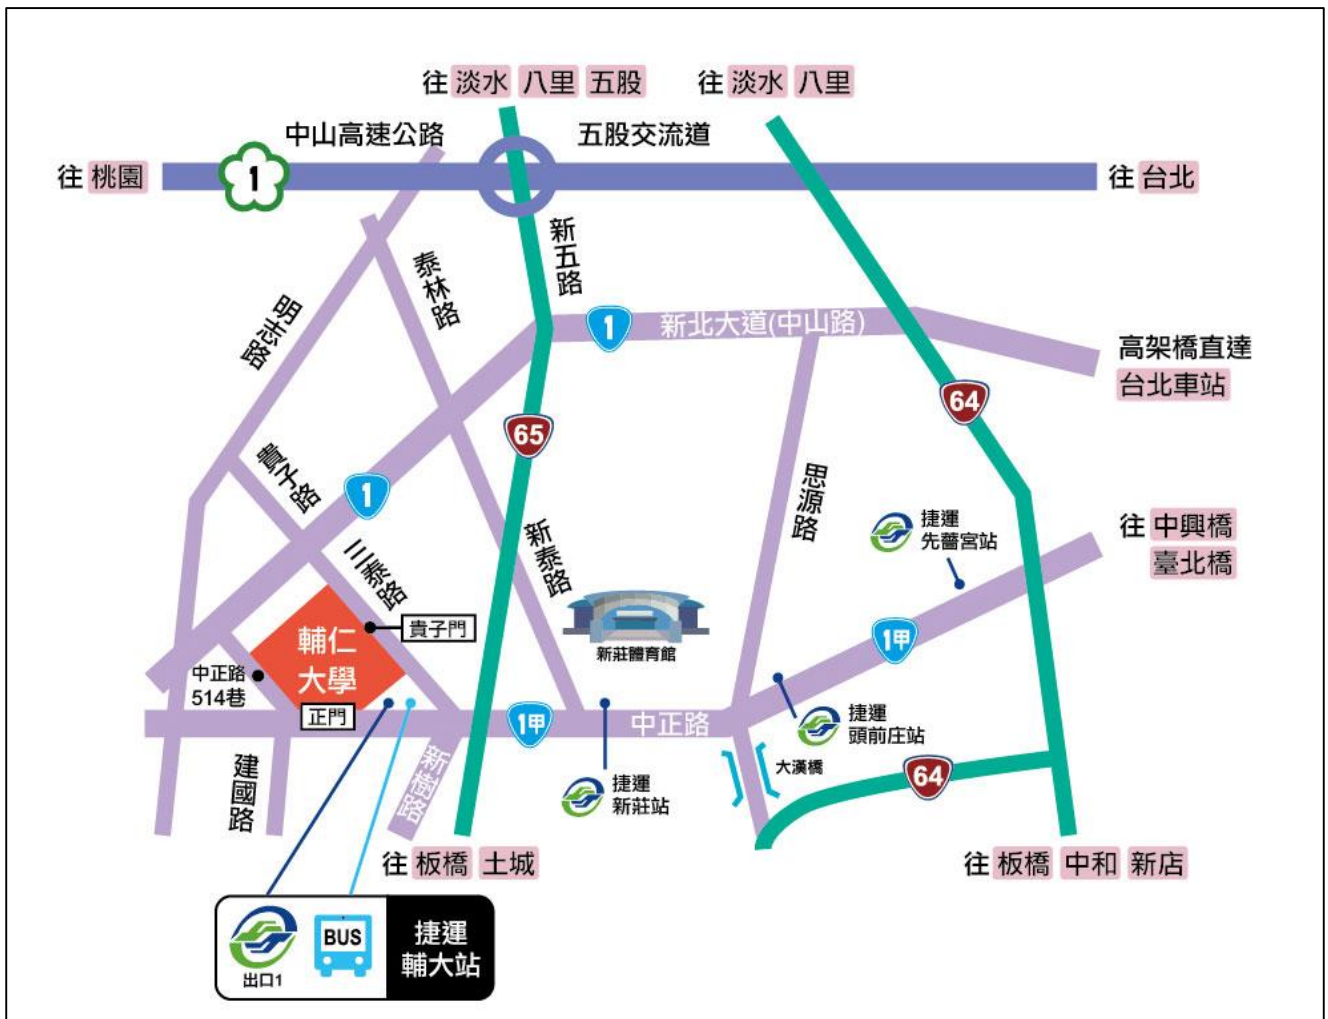 往 淡水 八里 五股
往 淡水 八里
中山高速公路
五股交流道
往 桃園
1
往 台北
新五路
泰林路
明志路
1
新北大道(中山路)
高架橋直達
台北車站
64
65
貴子路
1
思源路
捷運
先嗇宮站
往 中興橋
臺北橋
新泰路
三泰路
新莊體育館
1甲
貴子門
輔仁
大學
中正路
514巷
正門
1甲
中正路
捷運
頭前庄站
大漢橋
64
新樹路
建國路
捷運
新莊站
往 板橋 土城
往 板橋 中和 新店
BUS
出口1
捷運
輔大站